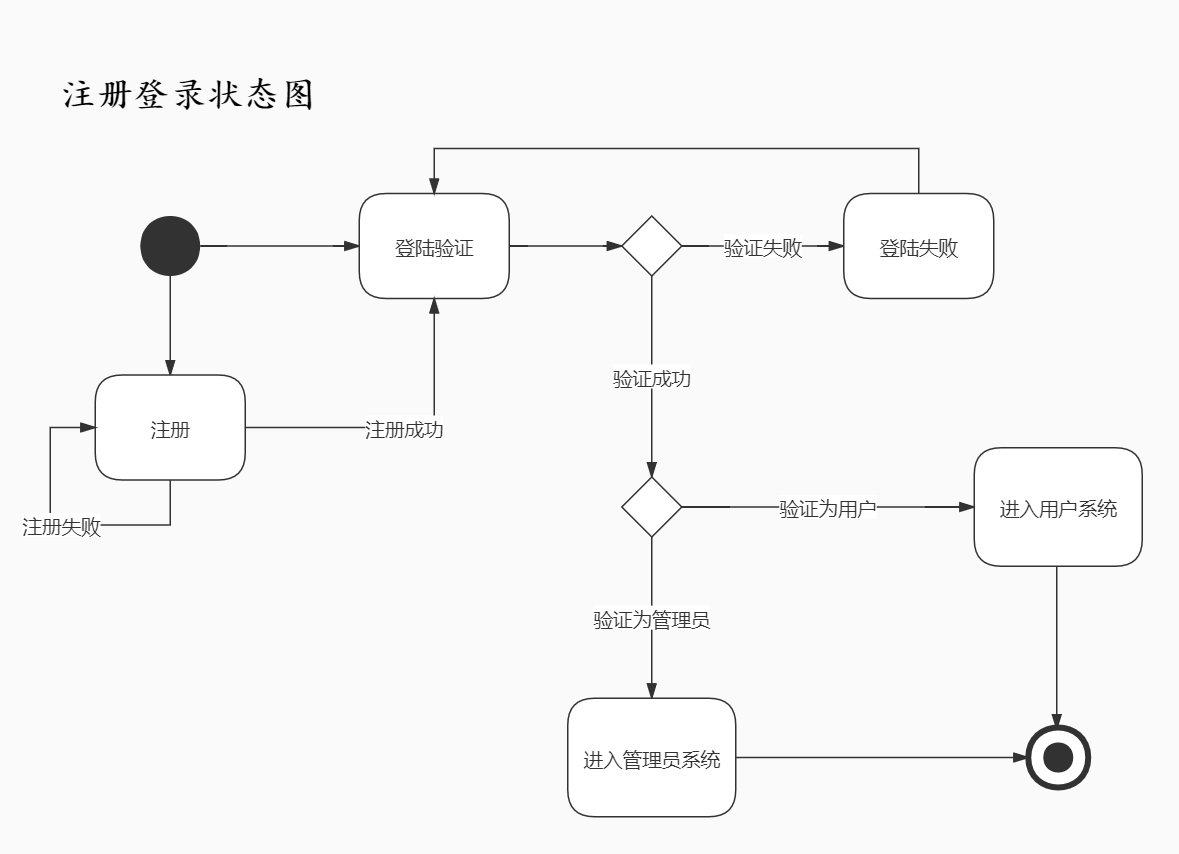 注册登录状态图
登陆验证
验证失败
登陆失败
验证成功
注册
注册成功
注册失败
验证为用户
进入用户系统
验证为管理员
进入管理员系统